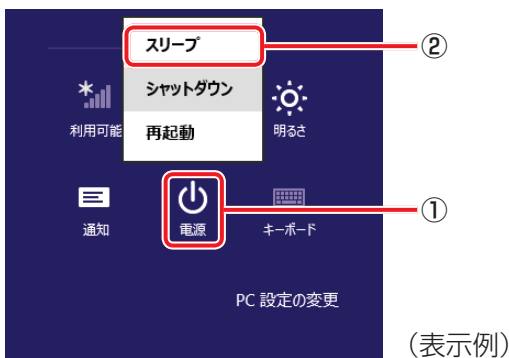 スリープ
②
シャットダウン
再起動
利用可能
明るさ
通知
電源
キーボード
①
PC 設定の変更
(表示例)